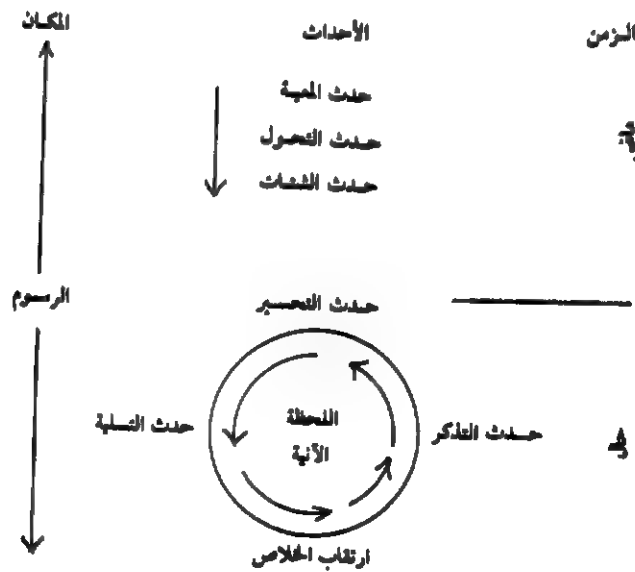 الزمن الأحداث المكان
حدث المعية
حدث التحول
حدث الشتات
حدث التحسير الرسوم
اللحظة
الآنية
حدث التذكر حدث التسلية
ارتقاب الخلاص